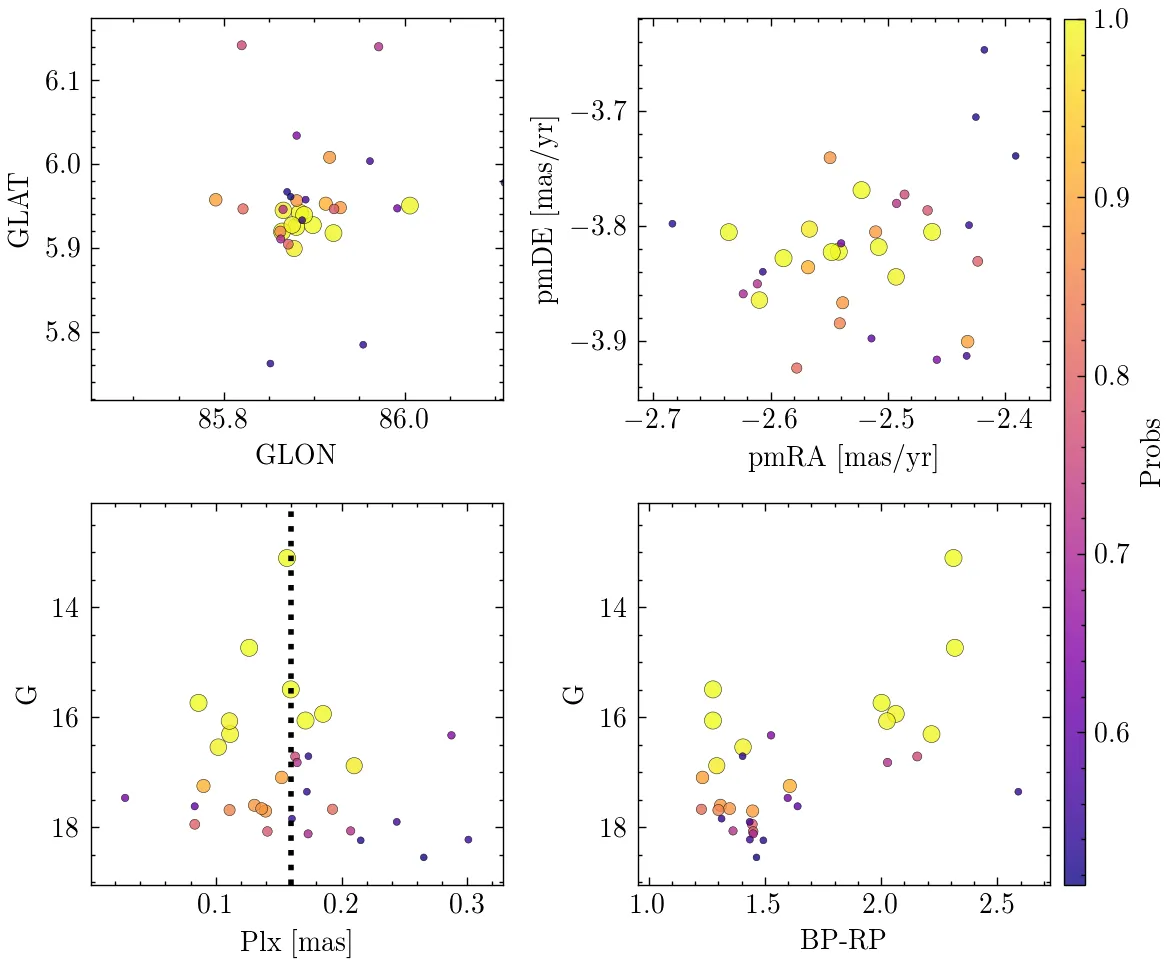 6.1
6.0
5.9
5.8
GLAT
85.8 86.0
GLON
−3.7
−3.8
−3.9
pmDE [mas/yr]
−2.7 −2.6 −2.5 −2.4
pmRA [mas/yr]
1.0
0.9
0.8
0.7
0.6
Probs
14
16
18
G
0.1 0.2 0.3
Plx [mas]
14
16
18
G
1.0 1.5 2.0 2.5
BP-RP